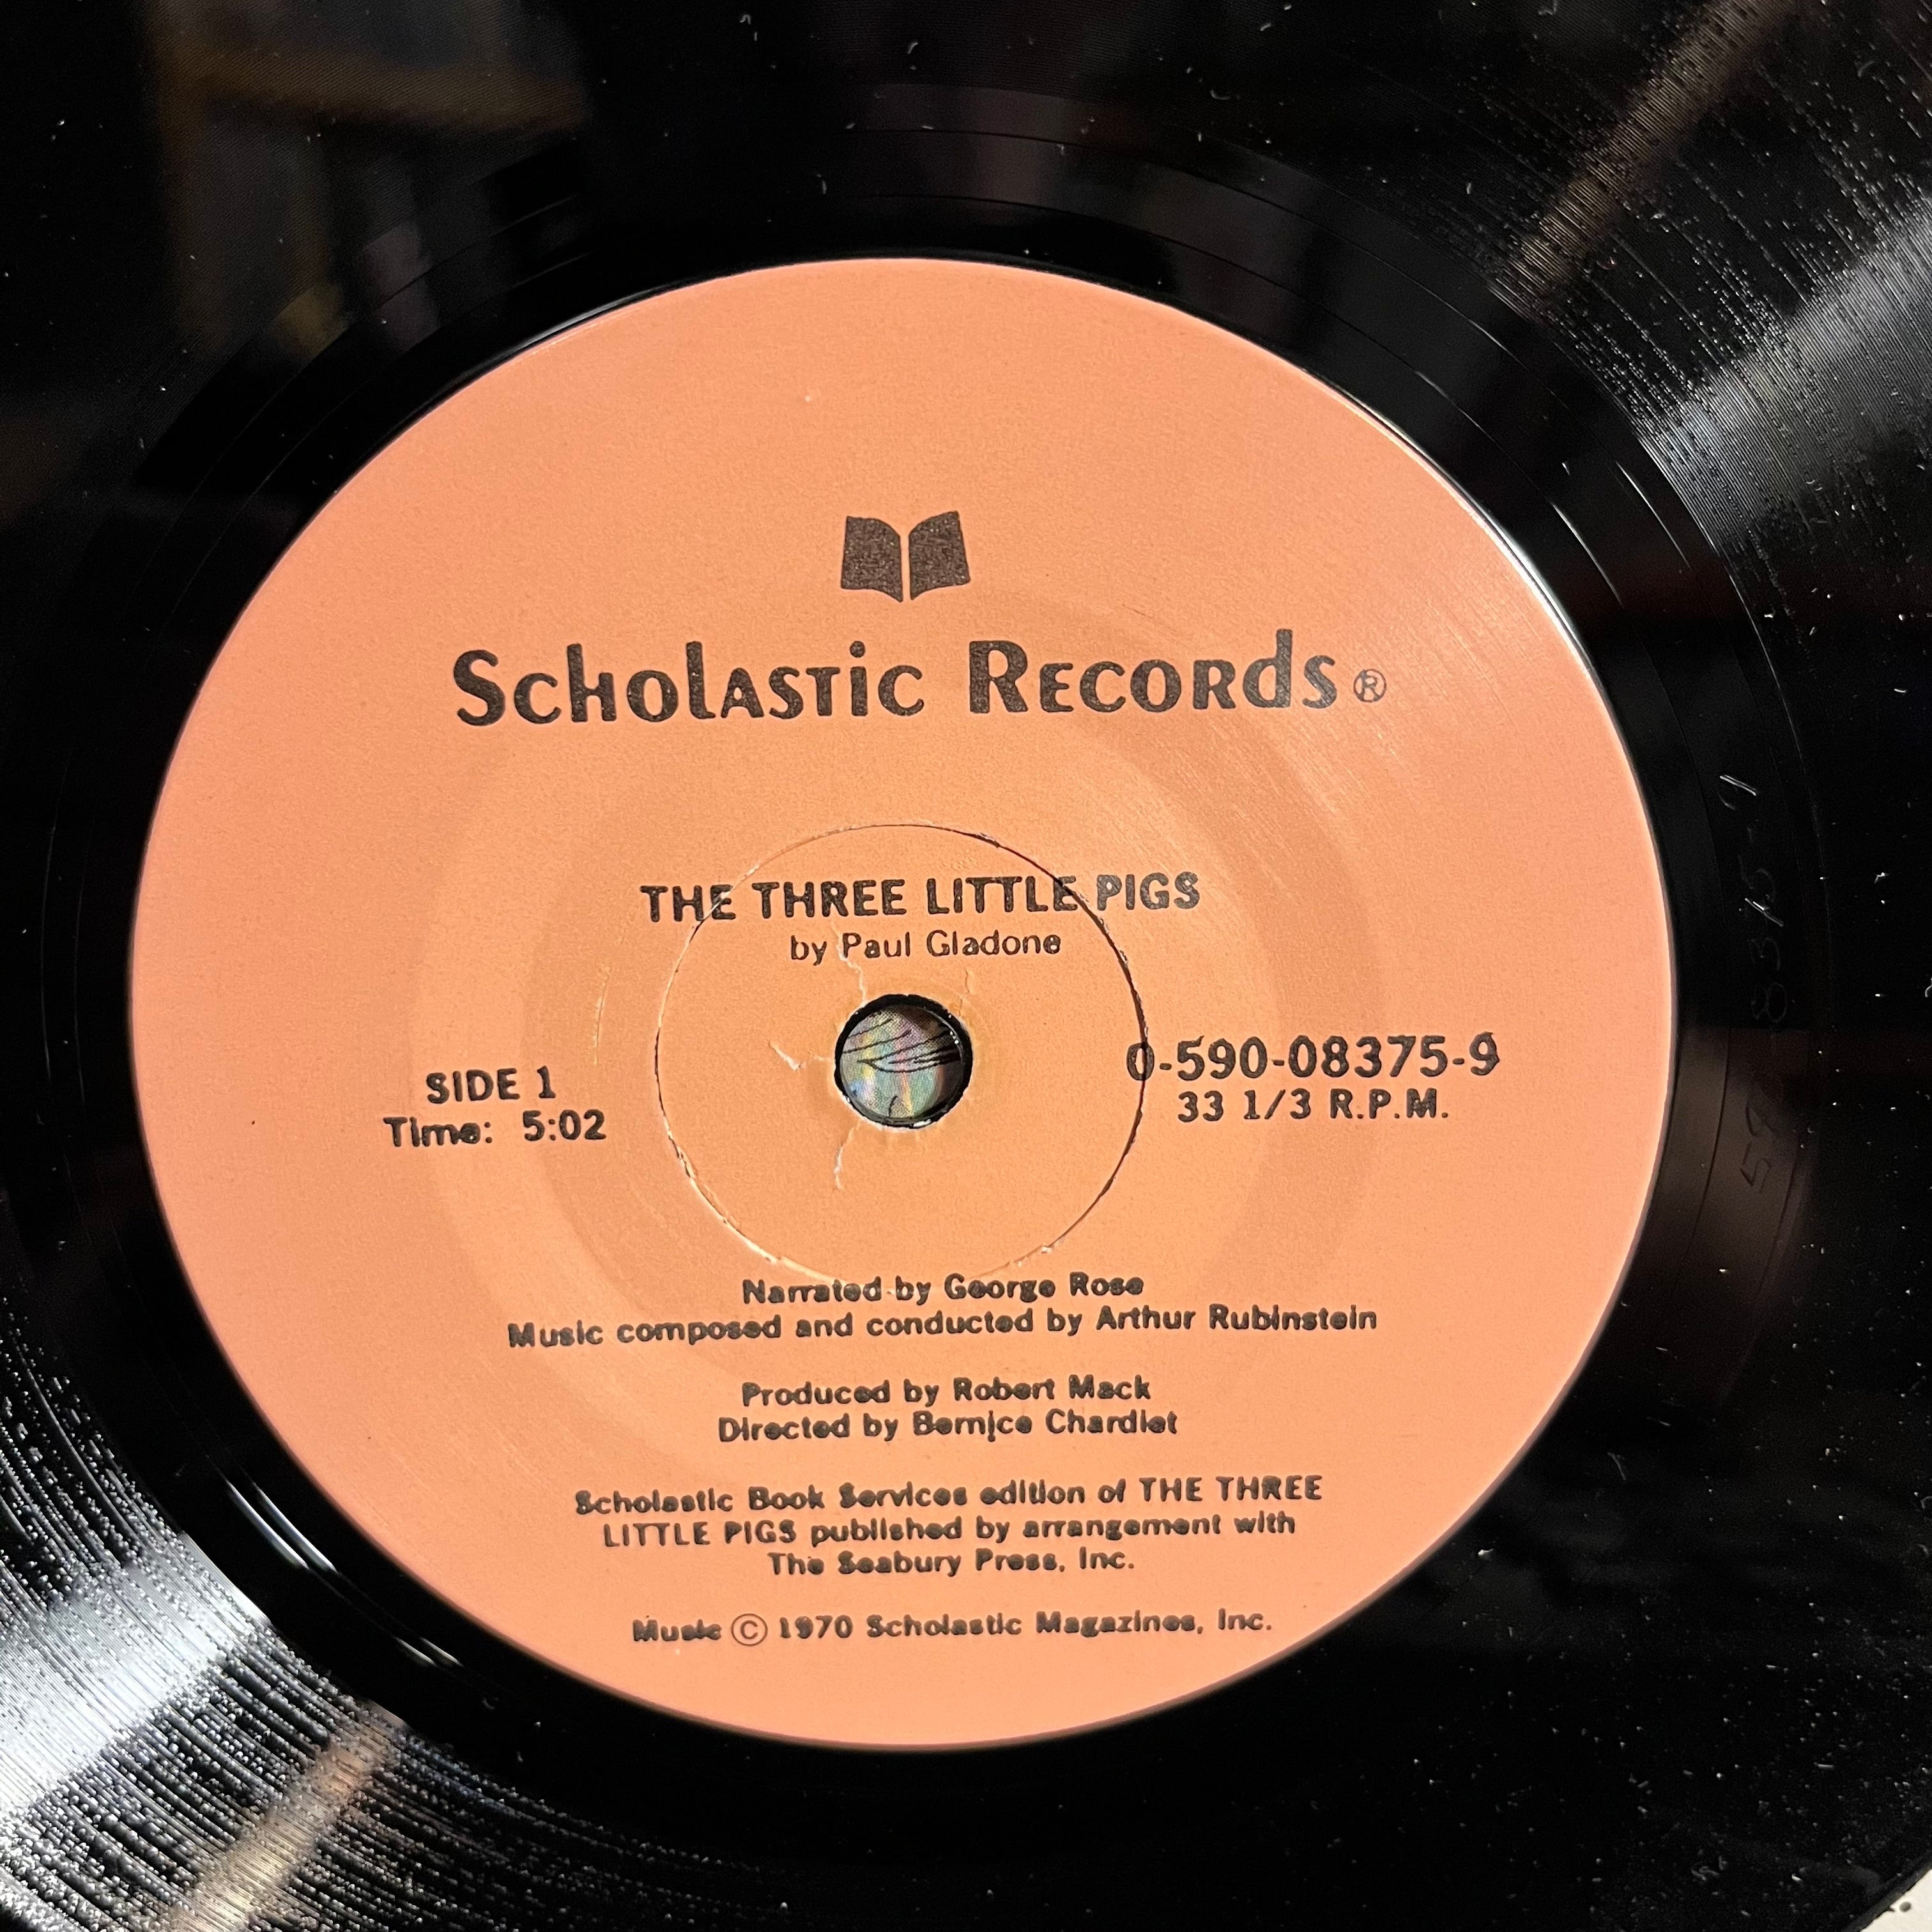 Scholastic Records®
THE THREE LITTLE PIGS
by Paul Gladone
SIDE 1
Time: 5:02
0-590-08375-9
33 1/3 R.P.M.
Narrated by George Rose
Music composed and conducted by Arthur Rubinstein
Produced by Robert Mack
Directed by Bernice Chardiet
Scholastic Book Services edition of THE THREE
LITTLE PIGS published by arrangement with
The Seabury Press, Inc.
Music © 1970 Scholastic Magazines, Inc.